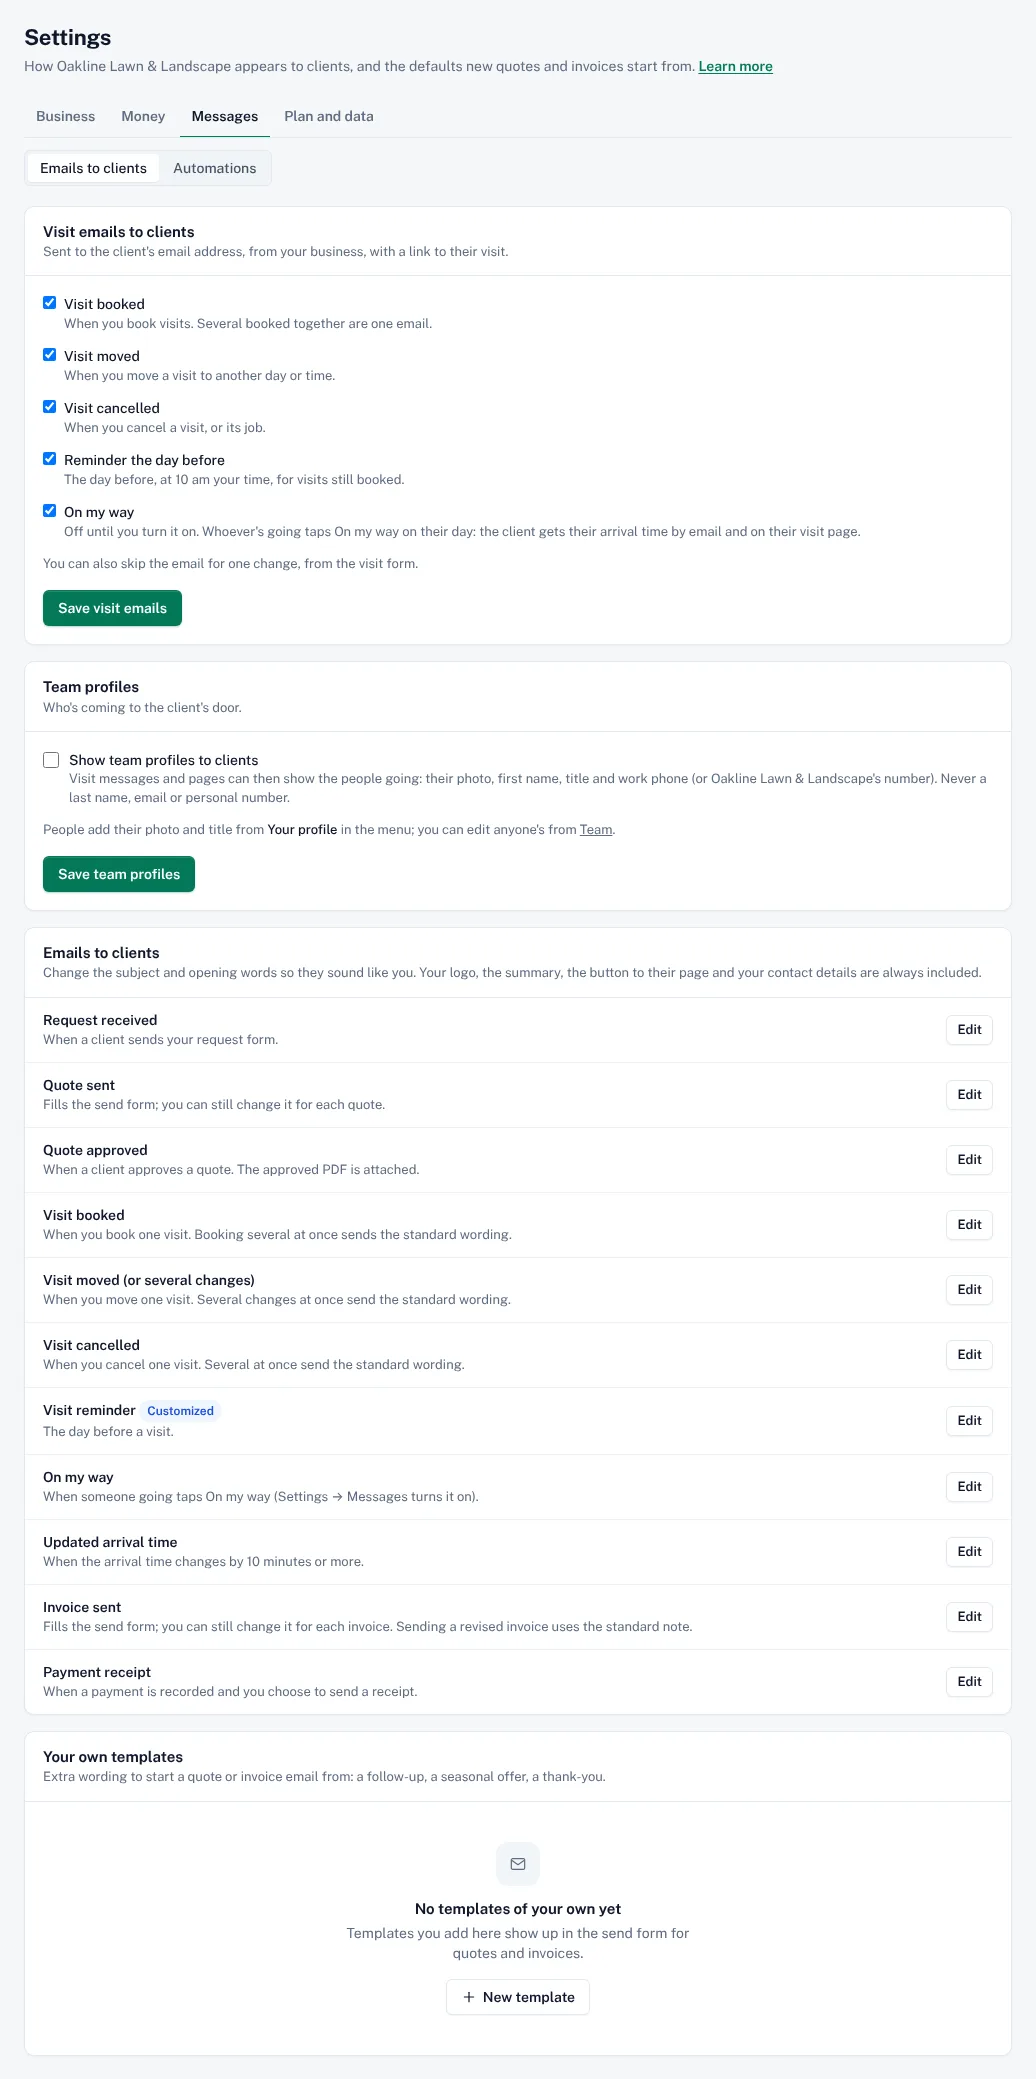 Settings
How Oakline Lawn & Landscape appears to clients, and the defaults new quotes and invoices start from. Learn more
Business
Money
Messages
Plan and data
Emails to clients
Automations
Visit emails to clients
Sent to the client's email address, from your business, with a link to their visit.
Visit booked
When you book visits. Several booked together are one email.
Visit moved
When you move a visit to another day or time.
Visit cancelled
When you cancel a visit, or its job.
Reminder the day before
The day before, at 10 am your time, for visits still booked.
On my way
Off until you turn it on. Whoever's going taps On my way on their day: the client gets their arrival time by email and on their visit page.
You can also skip the email for one change, from the visit form.
Save visit emails
Team profiles
Who's coming to the client's door.
Show team profiles to clients
Visit messages and pages can then show the people going: their photo, first name, title and work phone (or Oakline Lawn & Landscape's number). Never a
last name, email or personal number.
People add their photo and title from Your profile in the menu; you can edit anyone's from Team.
Save team profiles
Emails to clients
Change the subject and opening words so they sound like you. Your logo, the summary, the button to their page and your contact details are always included.
Request received
When a client sends your request form.
Edit
Quote sent
Fills the send form; you can still change it for each quote.
Edit
Quote approved
When a client approves a quote. The approved PDF is attached.
Edit
Visit booked
When you book one visit. Booking several at once sends the standard wording.
Edit
Visit moved (or several changes)
When you move one visit. Several changes at once send the standard wording.
Edit
Visit cancelled
When you cancel one visit. Several at once send the standard wording.
Edit
Visit reminder Customized
The day before a visit.
Edit
On my way
When someone going taps On my way (Settings → Messages turns it on).
Edit
Updated arrival time
When the arrival time changes by 10 minutes or more.
Edit
Invoice sent
Fills the send form; you can still change it for each invoice. Sending a revised invoice uses the standard note.
Edit
Payment receipt
When a payment is recorded and you choose to send a receipt.
Edit
Your own templates
Extra wording to start a quote or invoice email from: a follow-up, a seasonal offer, a thank-you.
No templates of your own yet
Templates you add here show up in the send form for
quotes and invoices.
+ New template